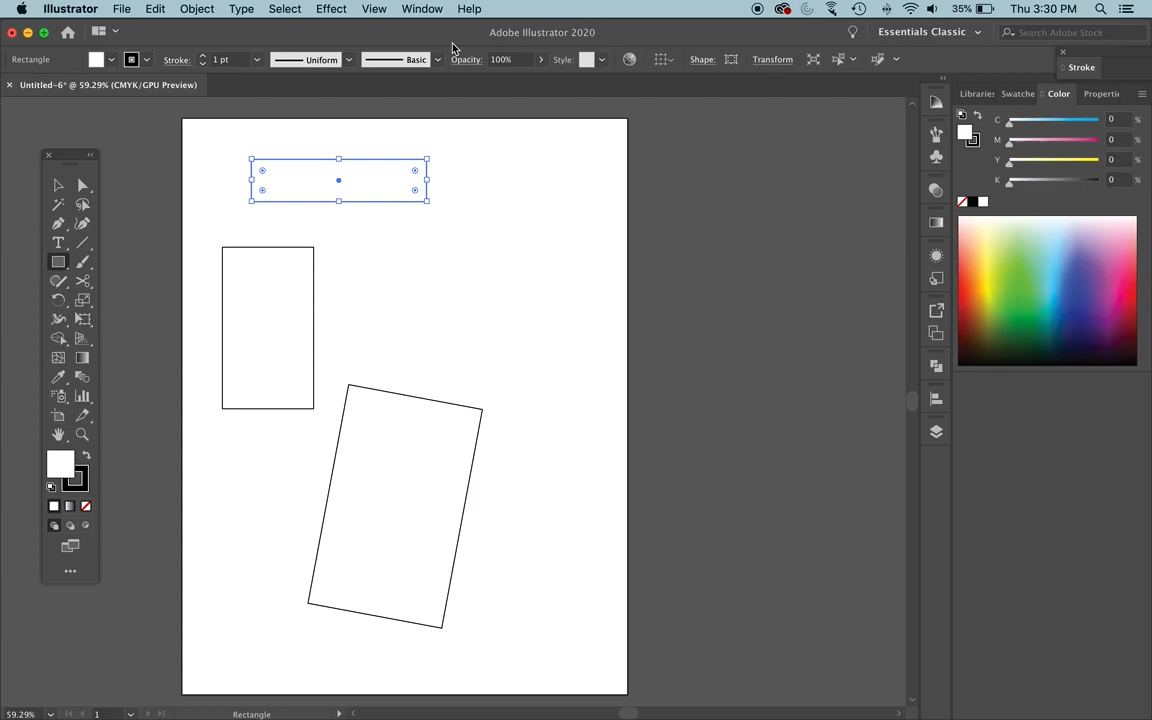 Illustrator File Edit Object Type Select Effect View Window Help 35% Thu 3:30 PM
Adobe Illustrator 2020 Essentials Classic Search Adobe Stock
Rectangle Stroke: 1 pt Uniform Basic Opacity: 100% Style: Shape: Transform Stroke
Untitled-6* @ 59.29% (CMYK/GPU Preview) Libraries Swatche Color Properti
C 0 %
M 0 %
Y 0 %
K 0 %
59.29% 1 Rectangle